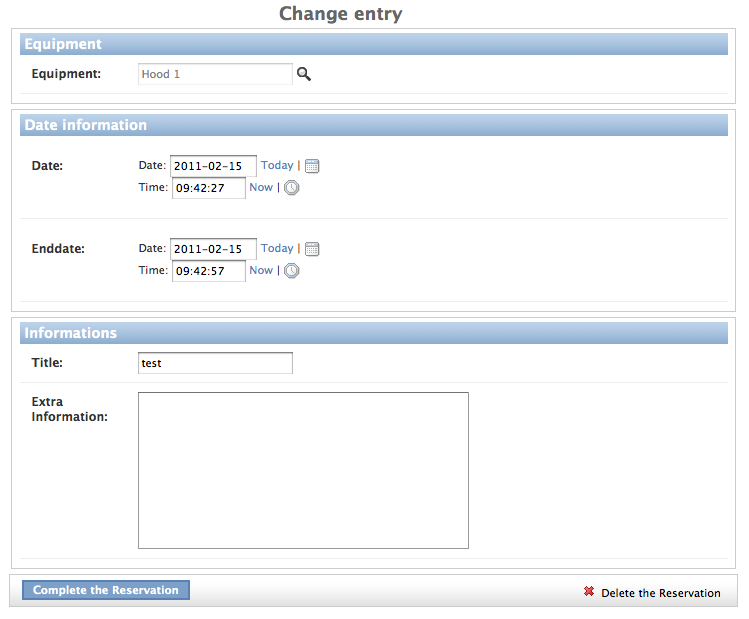 Change entry
Equipment
Equipment: Hood 1
Date information
Date: Date: 2011-02-15 Today |
Time: 09:42:27 Now |
Enddate: Date: 2011-02-15 Today |
Time: 09:42:57 Now |
Informations
Title: test
Extra
Information:
Complete the Reservation Delete the Reservation